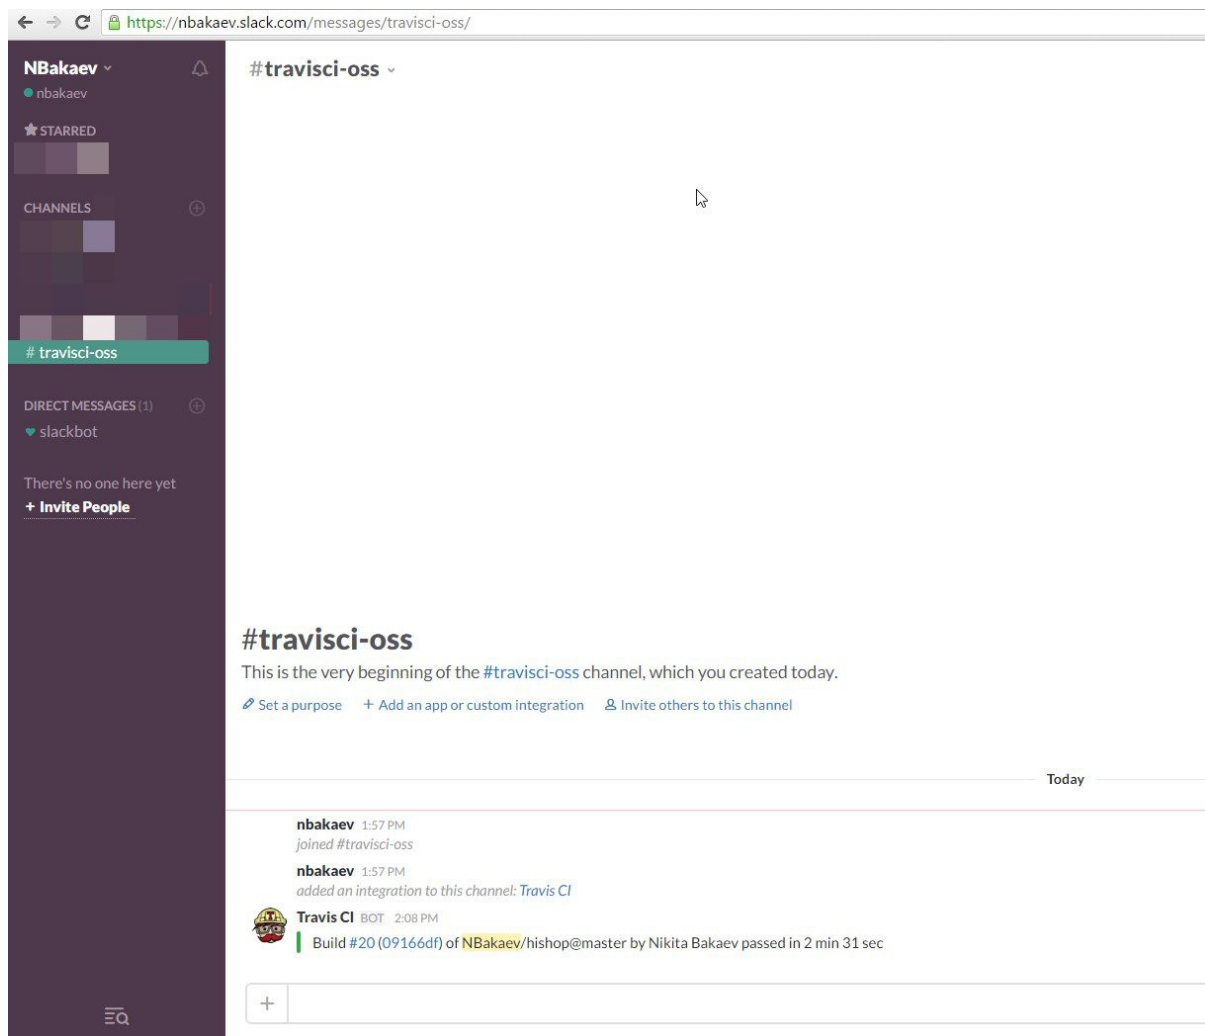 https://nbakaev.slack.com/messages/travisci-oss/
NBakaev
nbakaev
STARRED
CHANNELS
# travisci-oss
DIRECT MESSAGES (1)
slackbot
There's no one here yet
+ Invite People
#travisci-oss
#travisci-oss
This is the very beginning of the #travisci-oss channel, which you created today.
Set a purpose + Add an app or custom integration Invite others to this channel
Today
nbakaev 1:57 PM
joined #travisci-oss
nbakaev 1:57 PM
added an integration to this channel: Travis CI
Travis CI BOT 2:08 PM
Build #20 (09166df) of NBakaev/hishop@master by Nikita Bakaev passed in 2 min 31 sec